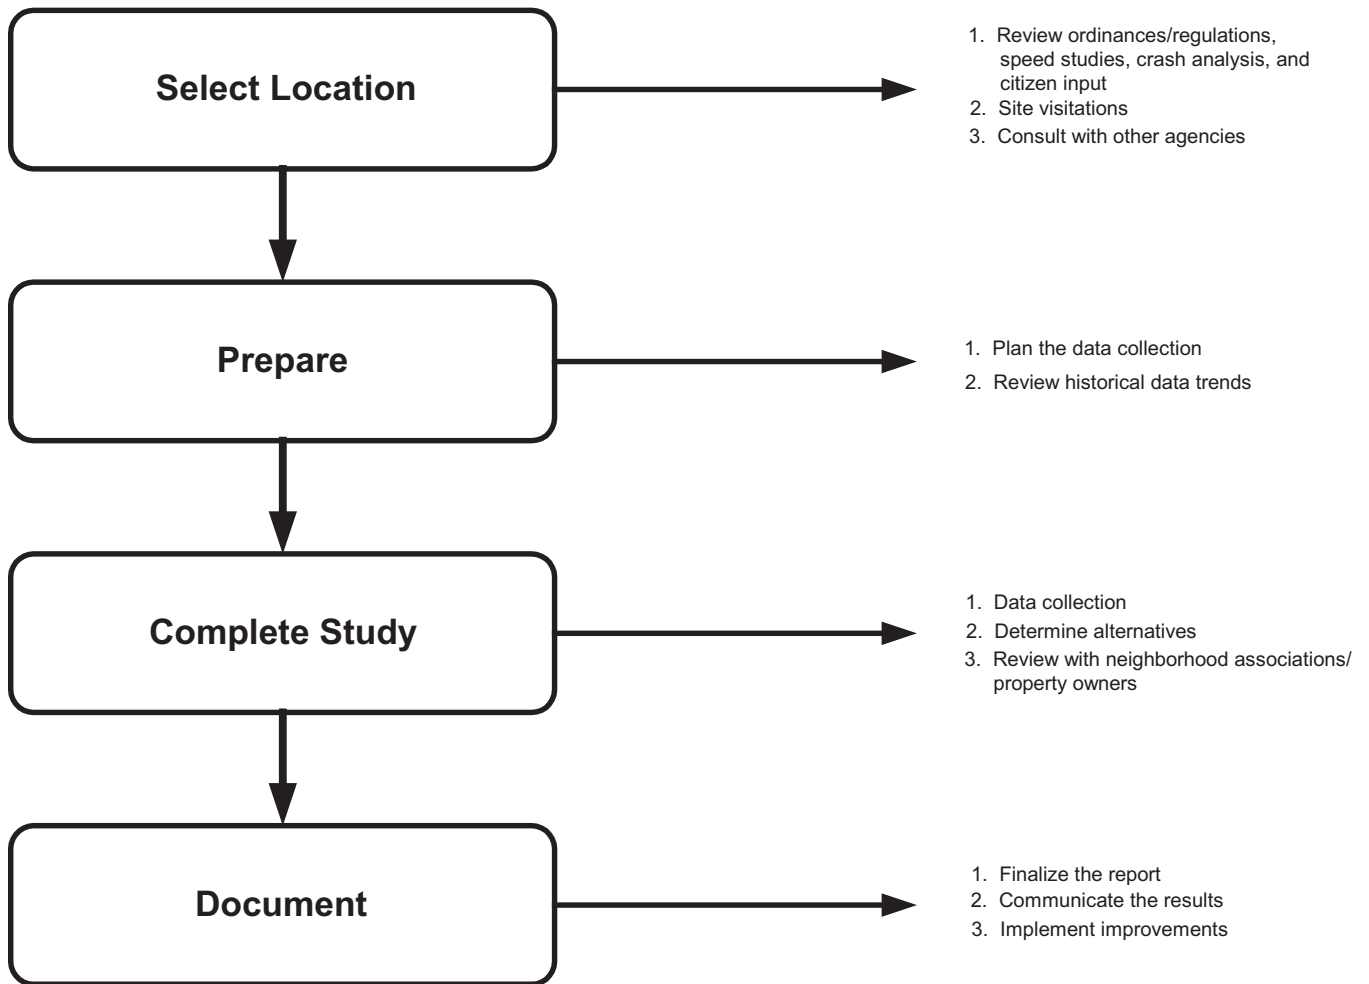 Select Location
1. Review ordinances/regulations,
speed studies, crash analysis, and
citizen input
2. Site visitations
3. Consult with other agencies
Prepare
1. Plan the data collection
2. Review historical data trends
Complete Study
1. Data collection
2. Determine alternatives
3. Review with neighborhood associations/
property owners
Document
1. Finalize the report
2. Communicate the results
3. Implement improvements